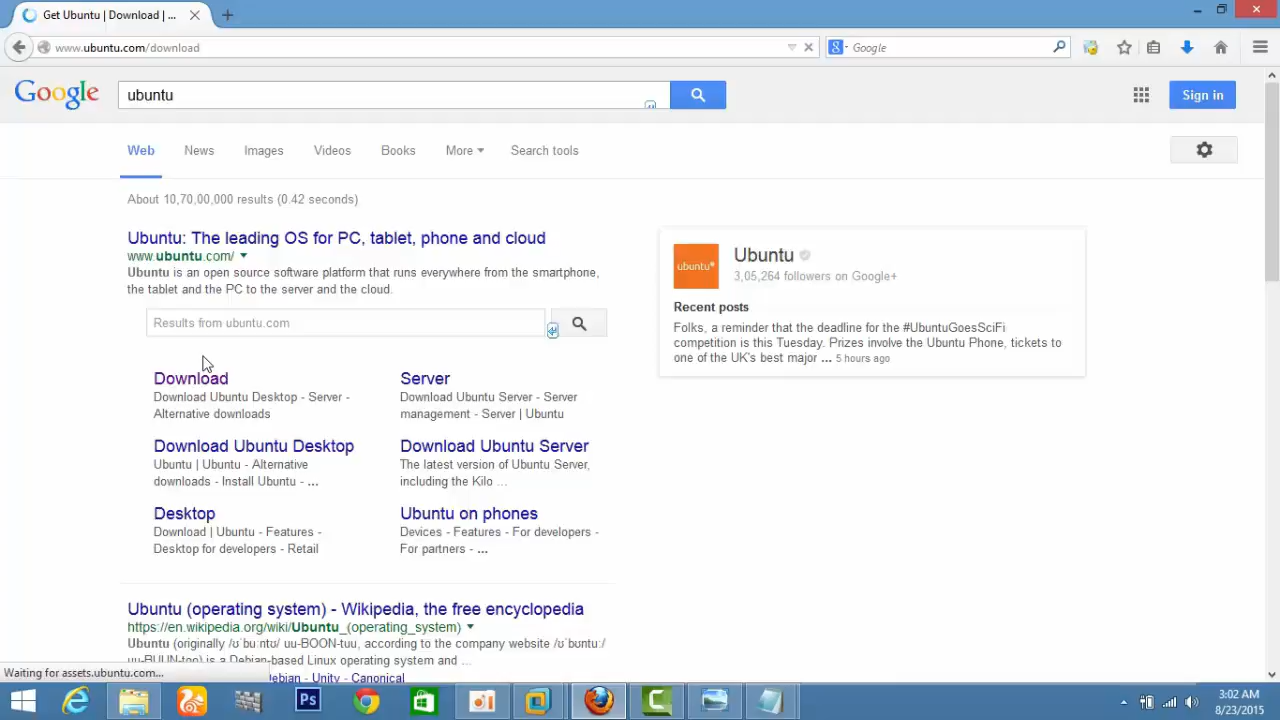 Get Ubuntu | Download | ...
www.ubuntu.com/download
Google
Google
ubuntu
Sign in
Web News Images Videos Books More Search tools
About 10,70,00,000 results (0.42 seconds)
Ubuntu: The leading OS for PC, tablet, phone and cloud
www.ubuntu.com/
Ubuntu is an open source software platform that runs everywhere from the smartphone,
the tablet and the PC to the server and the cloud.
Results from ubuntu.com
Download
Download Ubuntu Desktop - Server -
Alternative downloads
Server
Download Ubuntu Server - Server
management - Server | Ubuntu
Download Ubuntu Desktop
Ubuntu | Ubuntu - Alternative
downloads - Install Ubuntu - ...
Download Ubuntu Server
The latest version of Ubuntu Server,
including the Kilo ...
Desktop
Download | Ubuntu - Features -
Desktop for developers - Retail
Ubuntu on phones
Devices - Features - For developers -
For partners - ...
Ubuntu (operating system) - Wikipedia, the free encyclopedia
https://en.wikipedia.org/wiki/Ubuntu_(operating_system)
Ubuntu (originally /ʊˈbuːntʊ/ uu-BOON-tuu, according to the company website /ʊˈbʊntuː/
uu-BUUN-too) is a Debian-based Linux operating system and ...
Debian - Unity - Canonical
ubuntu
Ubuntu
3,05,264 followers on Google+
Recent posts
Folks, a reminder that the deadline for the #UbuntuGoesSciFi
competition is this Tuesday. Prizes involve the Ubuntu Phone, tickets to
one of the UK's best major ... 5 hours ago
Waiting for assets.ubuntu.com...
Ps
3:02 AM
8/23/2015